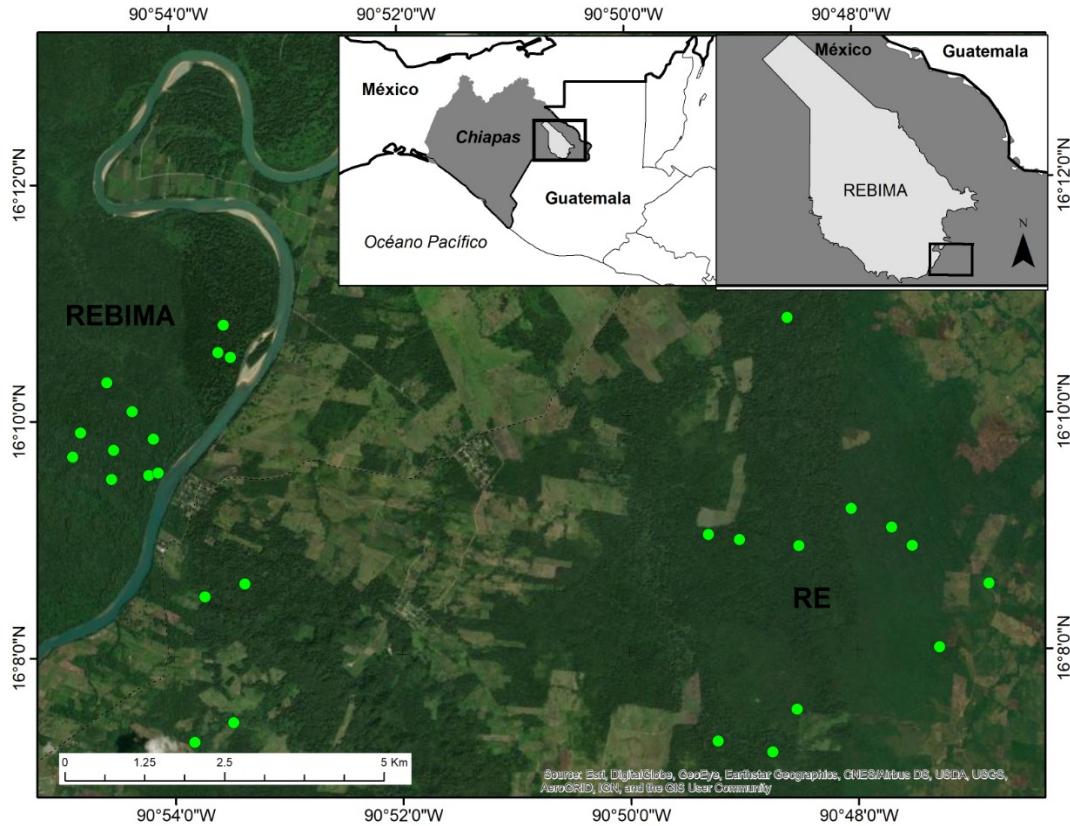 90°54'0"W 90°52'0"W 90°50'0"W 90°48'0"W
México
Guatemala
México
Chiapas
Guatemala
Océano Pacífico
REBIMA
N
16°12'0"N
16°12'0"N
REBIMA
16°10'0"N
16°10'0"N
RE
16°8'0"N
16°8'0"N
0 1.25 2.5 5 Km
Source: Esri, DigitalGlobe, GeoEye, Earthstar Geographics, CNES/Airbus DS, USDA, USGS,
AeroGRID, IGN, and the GIS User Community
90°54'0"W 90°52'0"W 90°50'0"W 90°48'0"W